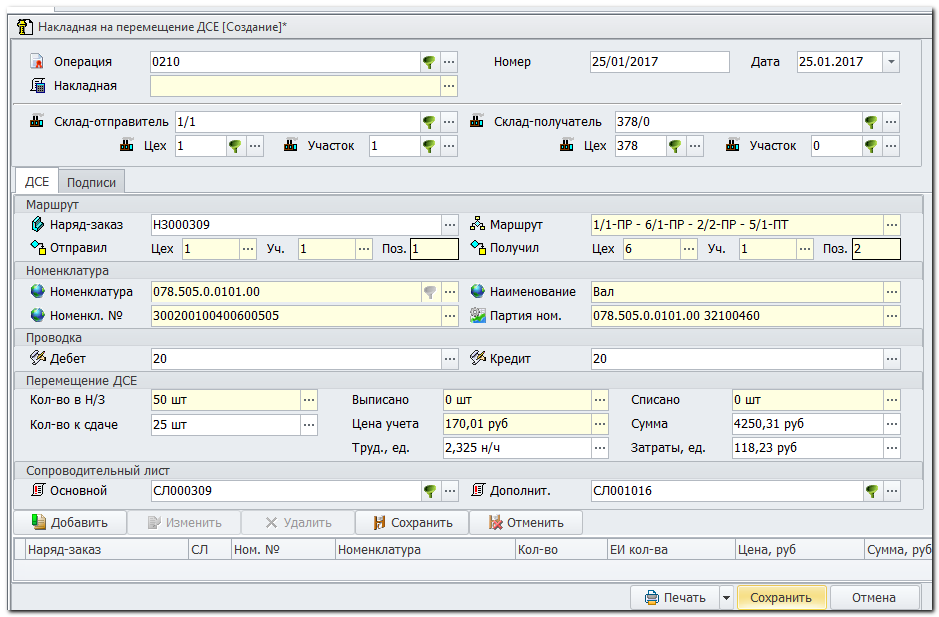 Накладная на перемещение ДСЕ [Создание]*
Операция 0210 ... Номер 25/01/2017 Дата 25.01.2017
Накладная ...
Склад-отправитель 1/1 ... Склад-получатель 378/0 ...
Цех 1 ... Участок 1 ... Цех 378 ... Участок 0 ...
ДСЕ Подписи
Маршрут
Наряд-заказ НЗ000309 ... Маршрут 1/1-ПР - 6/1-ПР - 2/2-ПР - 5/1-ПТ ...
Отправил Цех 1 ... Уч. 1 ... Поз. 1 Получил Цех 6 ... Уч. 1 ... Поз. 2
Номенклатура
Номенклатура 078.505.0.0101.00 ... Наименование Вал ...
Номенкл. № 300200100400600505 ... Партия ном. 078.505.0.0101.00 32100460 ...
Проводка
Дебет 20 ... Кредит 20 ...
Перемещение ДСЕ
Кол-во в Н/З 50 шт ... Выписано 0 шт ... Списано 0 шт ...
Кол-во к сдаче 25 шт ... Цена учета 170,01 руб ... Сумма 4250,31 руб ...
Труд., ед. 2,325 н/ч ... Затраты, ед. 118,23 руб ...
Сопроводительный лист
Основной СЛ000309 ... Дополнит. СЛ001016 ...
Добавить Изменить Удалить Сохранить Отменить
Наряд-заказ СЛ Ном. № Номенклатура Кол-во ЕИ кол-ва Цена, руб Сумма, руб
Печать Сохранить Отмена